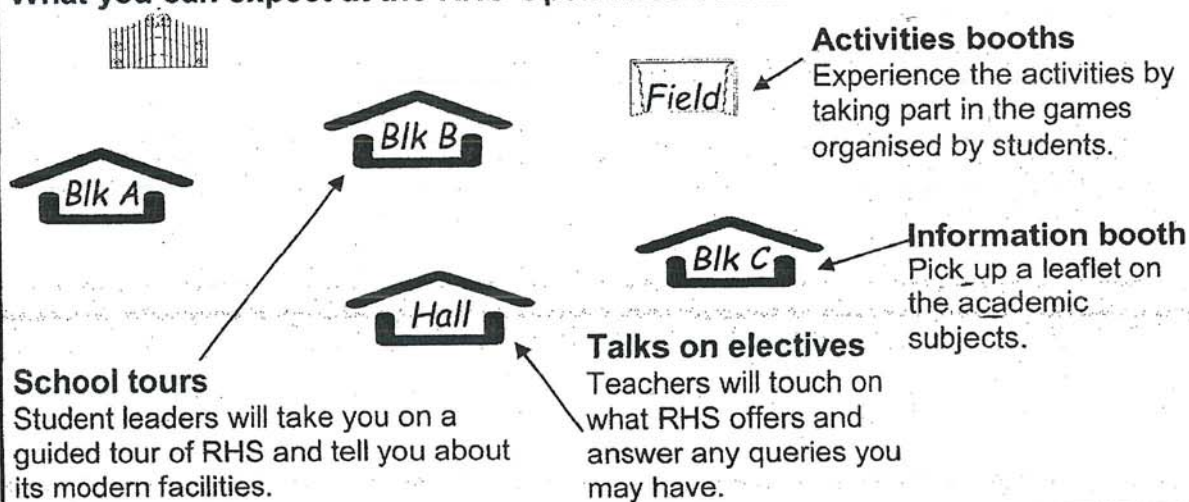 Activities booths
Experience the activities by
taking part in the games
organised by students.
Field
Blk B
Blk A
Blk C
Information booth
Pick up a leaflet on
the academic
subjects.
Hall
Talks on electives
Teachers will touch on
what RHS offers and
answer any queries you
may have.
School tours
Student leaders will take you on a
guided tour of RHS and tell you about
its modern facilities.